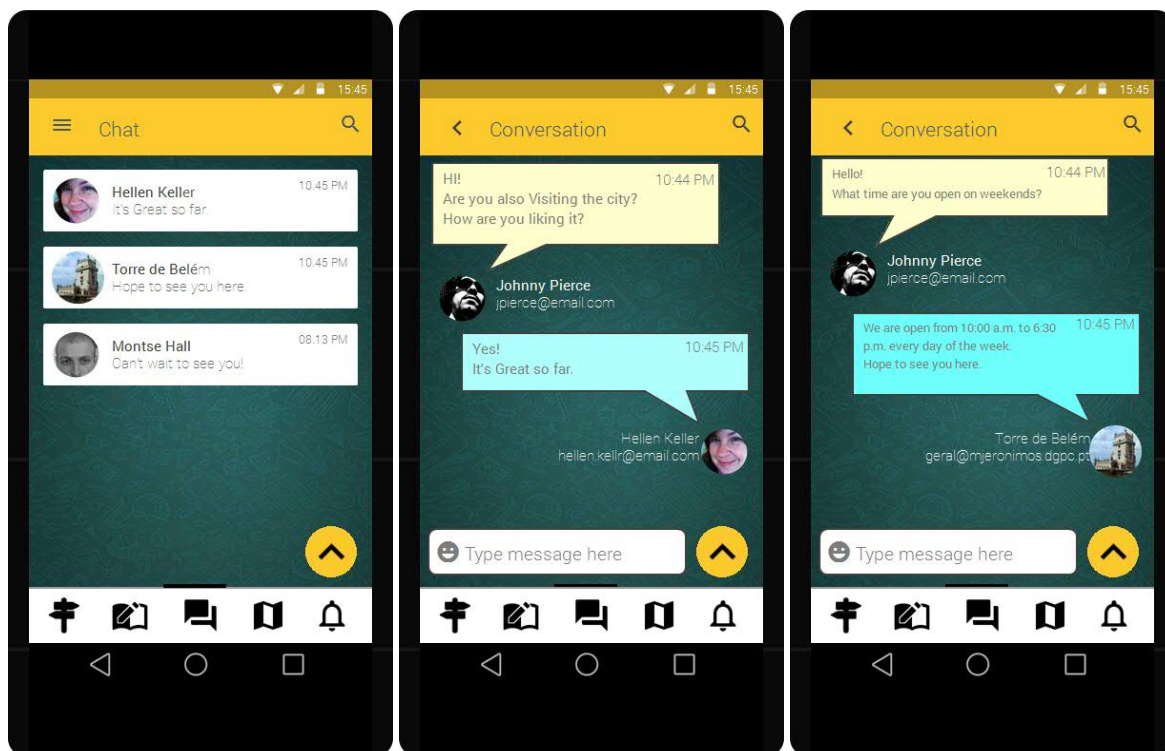 15:45
Chat
Hellen Keller
10.45 PM
It's Great so far.
Torre de Belém
10.45 PM
Hope to see you here.
Montse Hall
08.13 PM
Can't wait to see you!
15:45
Conversation
HI!
10:44 PM
Are you also Visiting the city?
How are you liking it?
Johnny Pierce
jpierce@email.com
Yes!
10:45 PM
It's Great so far.
Hellen Keller
hellen.kellr@email.com
Type message here
15:45
Conversation
Hello!
10:44 PM
What time are you open on weekends?
Johnny Pierce
jpierce@email.com
We are open from 10:00 a.m. to 6:30
10:45 PM
p.m. every day of the week.
Hope to see you here.
Torre de Belém
geral@mjeronimos.dgpc.pt
Type message here